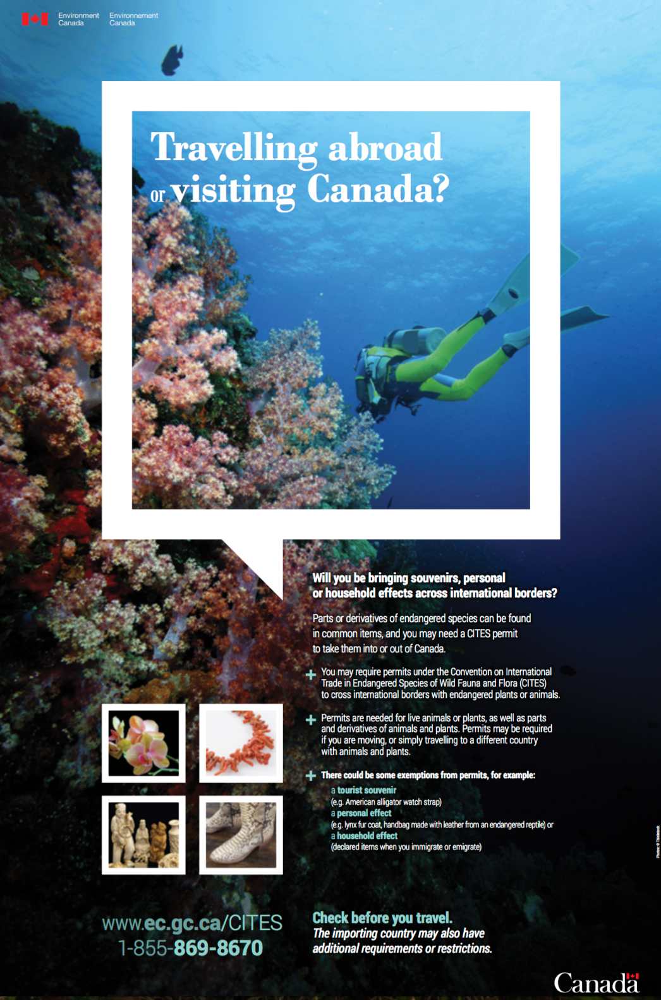 Environment Canada
Environnement Canada
Travelling abroad
or visiting Canada?
Will you be bringing souvenirs, personal
or household effects across international borders?
Parts or derivatives of endangered species can be found
in common items, and you may need a CITES permit
to take them into or out of Canada.
+ You may require permits under the Convention on International
Trade in Endangered Species of Wild Fauna and Flora (CITES)
to cross international borders with endangered plants or animals.
+ Permits are needed for live animals or plants, as well as parts
and derivatives of animals and plants. Permits may be required
if you are moving, or simply travelling to a different country
with animals and plants.
+ There could be some exemptions from permits, for example:
a tourist souvenir
(e.g. American alligator watch strap)
a personal effect
(e.g. lynx fur coat, handbag made with leather from an endangered reptile) or
a household effect
(declared items when you immigrate or emigrate)
Photos: © Thinkstock
www.ec.gc.ca/CITES
1-855-869-8670
Check before you travel.
The importing country may also have
additional requirements or restrictions.
Canada